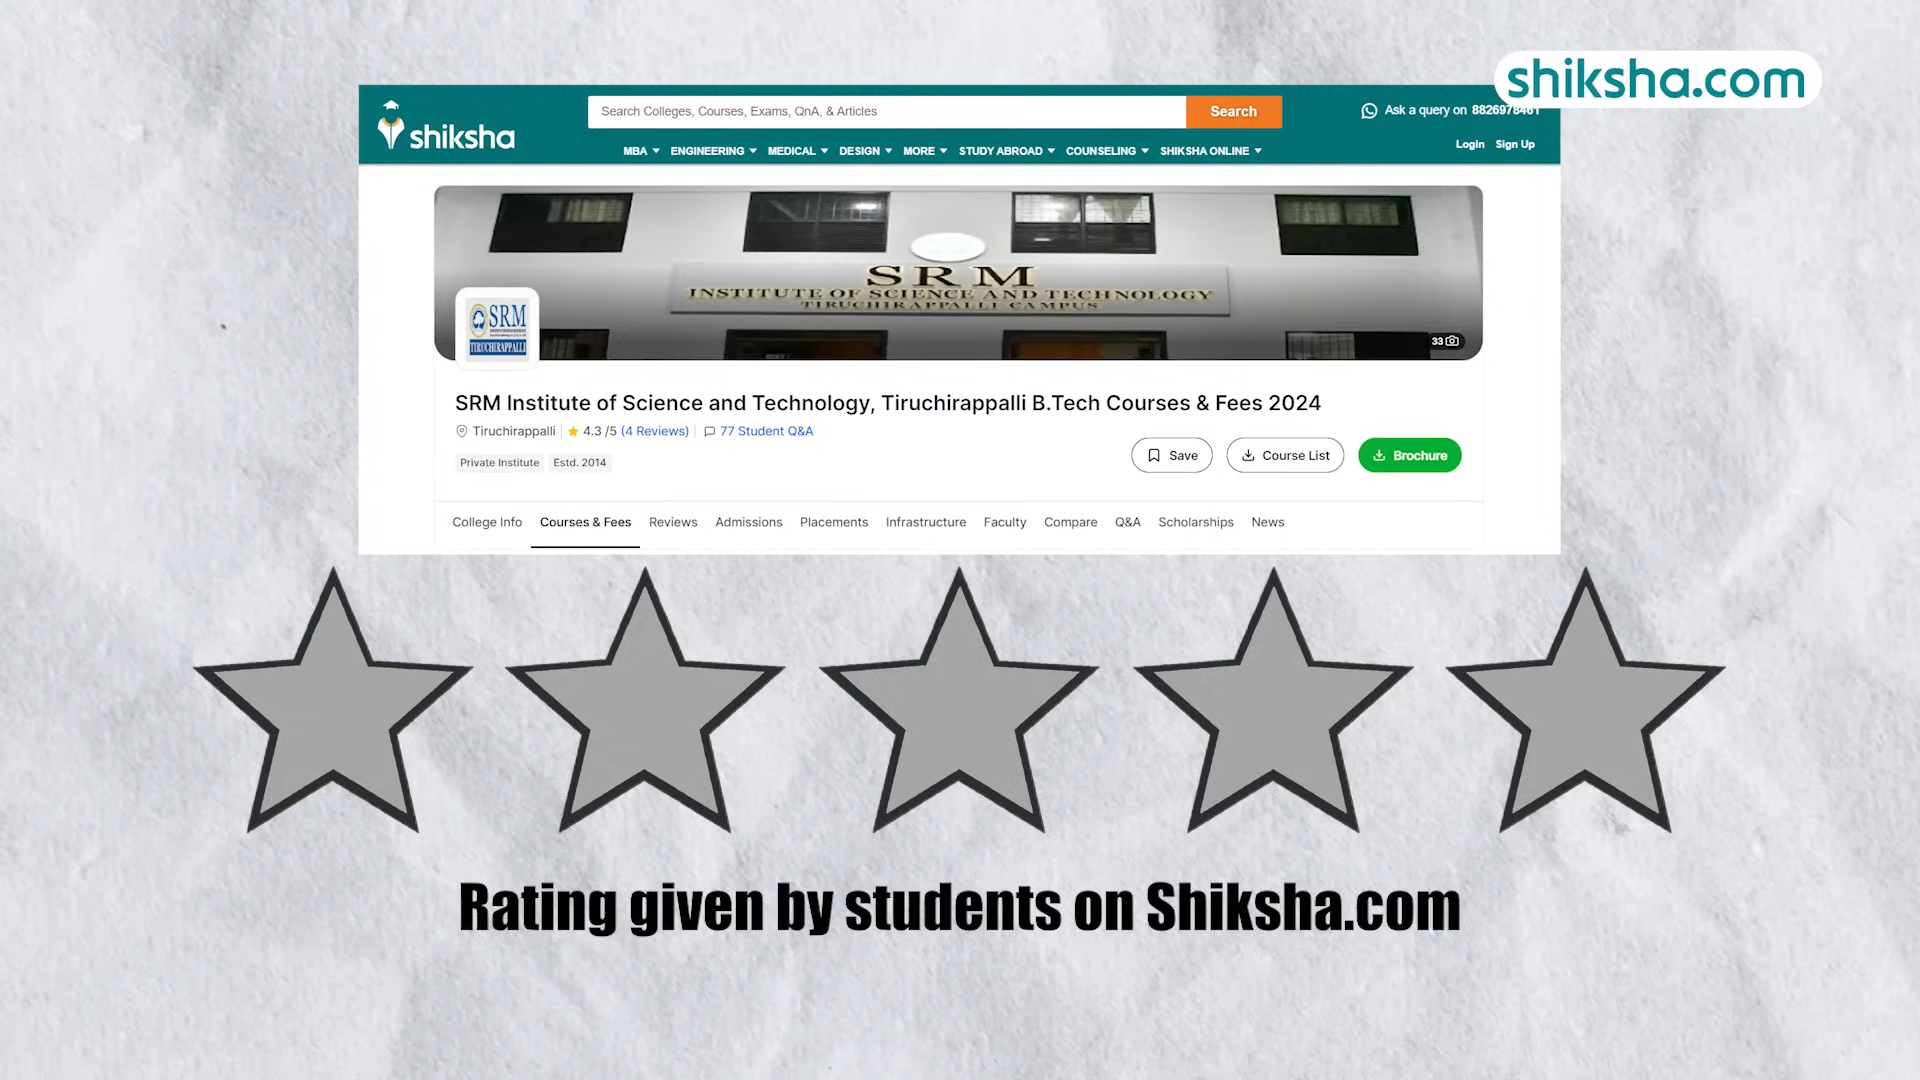 shiksha.com
shiksha
Search Colleges, Courses, Exams, QnA, & Articles
Search
Ask a query on 8826978461
MBA ENGINEERING MEDICAL DESIGN MORE STUDY ABROAD COUNSELING SHIKSHA ONLINE
Login Sign Up
SRM
INSTITUTE OF SCIENCE AND TECHNOLOGY
TIRUCHIRAPPALLI CAMPUS
SRM
TIRUCHIRAPPALLI
33
SRM Institute of Science and Technology, Tiruchirappalli B.Tech Courses & Fees 2024
Tiruchirappalli 4.3 /5 (4 Reviews) 77 Student Q&A
Private Institute Estd. 2014
Save Course List Brochure
College Info Courses & Fees Reviews Admissions Placements Infrastructure Faculty Compare Q&A Scholarships News
Rating given by students on Shiksha.com